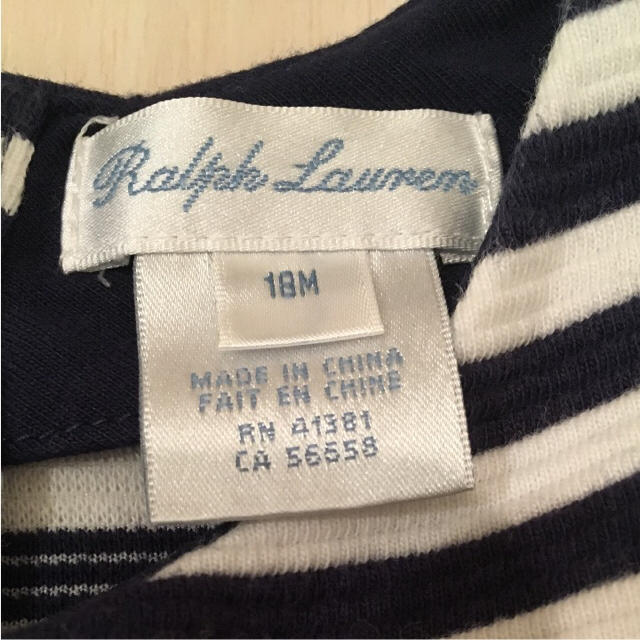 Ralph Lauren
18M
MADE IN CHINA
FAIT EN CHINE
RN 41381
CA 56658